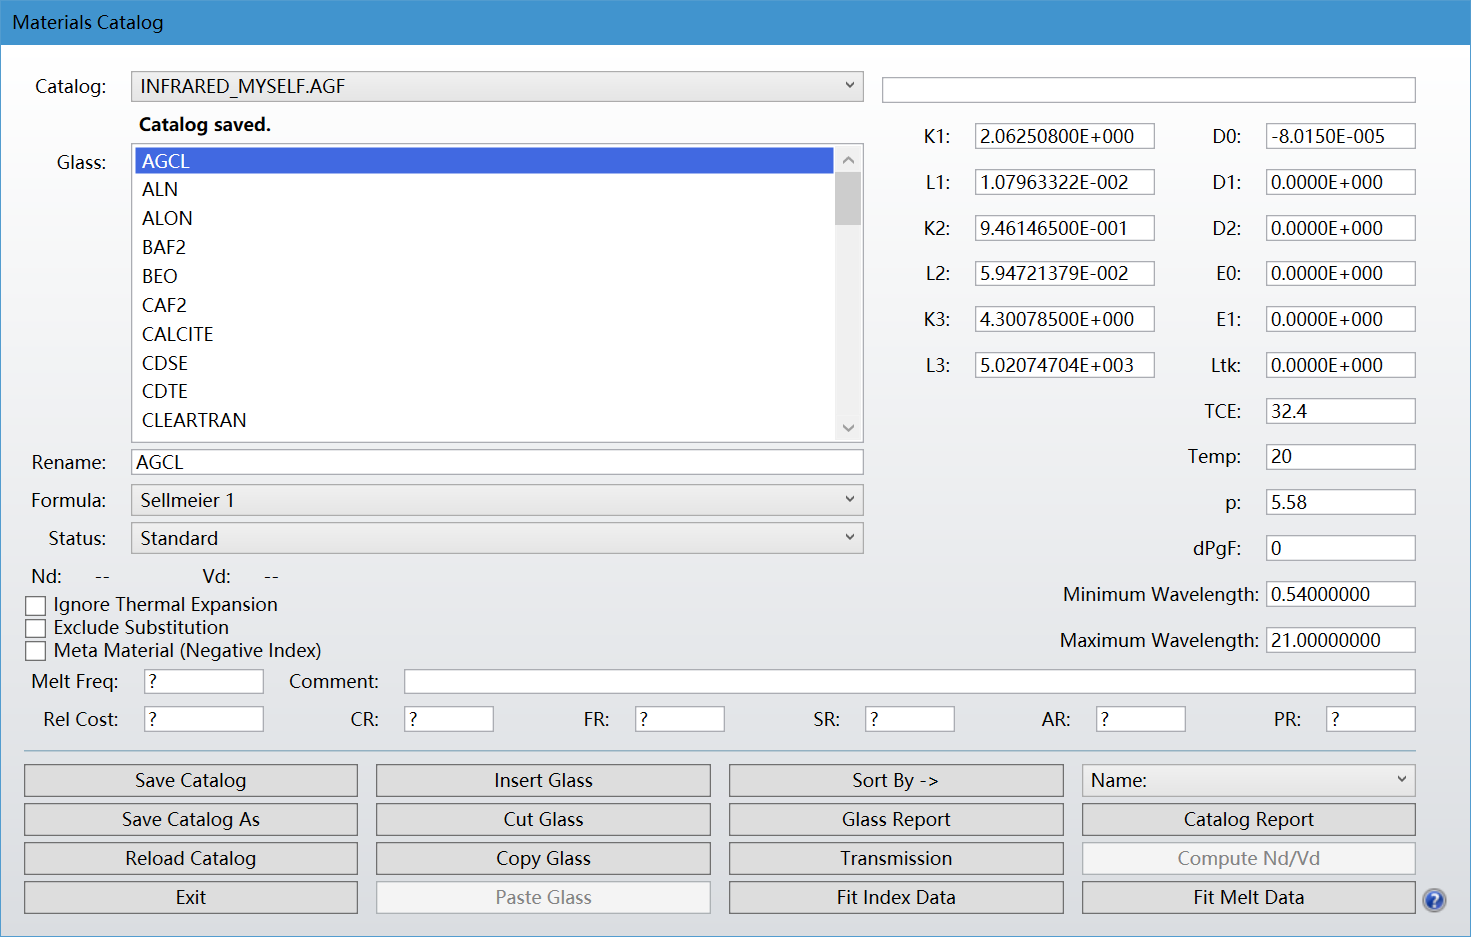 Materials Catalog
Catalog: INFRARED_MYSELF.AGF
Catalog saved.
Glass: AGCL
ALN
ALON
BAF2
BEO
CAF2
CALCITE
CDSE
CDTE
CLEARTRAN
Rename: AGCL
Formula: Sellmeier 1
Status: Standard
Nd: -- Vd: --
Ignore Thermal Expansion
Exclude Substitution
Meta Material (Negative Index)
K1: 2.06250800E+000 D0: -8.0150E-005
L1: 1.07963322E-002 D1: 0.0000E+000
K2: 9.46146500E-001 D2: 0.0000E+000
L2: 5.94721379E-002 E0: 0.0000E+000
K3: 4.30078500E+000 E1: 0.0000E+000
L3: 5.02074704E+003 Ltk: 0.0000E+000
TCE: 32.4
Temp: 20
p: 5.58
dPgF: 0
Minimum Wavelength: 0.54000000
Maximum Wavelength: 21.00000000
Melt Freq: ? Comment:
Rel Cost: ? CR: ? FR: ? SR: ? AR: ? PR: ?
Save Catalog Insert Glass Sort By -> Name:
Save Catalog As Cut Glass Glass Report Catalog Report
Reload Catalog Copy Glass Transmission Compute Nd/Vd
Exit Paste Glass Fit Index Data Fit Melt Data ?